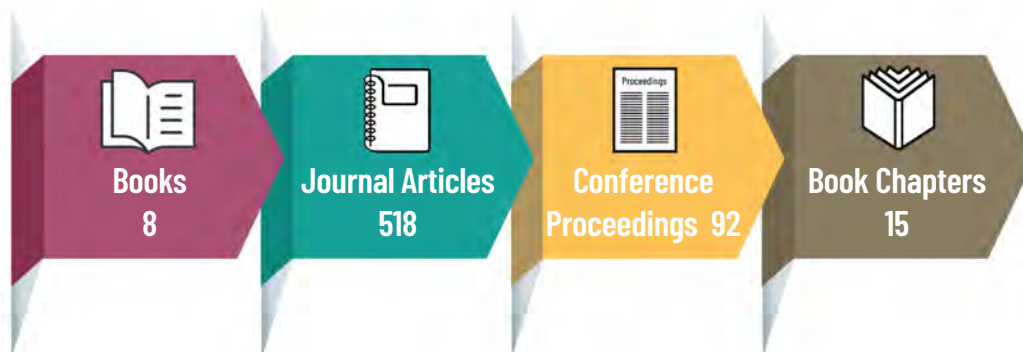 Books
8
Journal Articles
518
Proceedings
Conference
Proceedings 92
Book Chapters
15